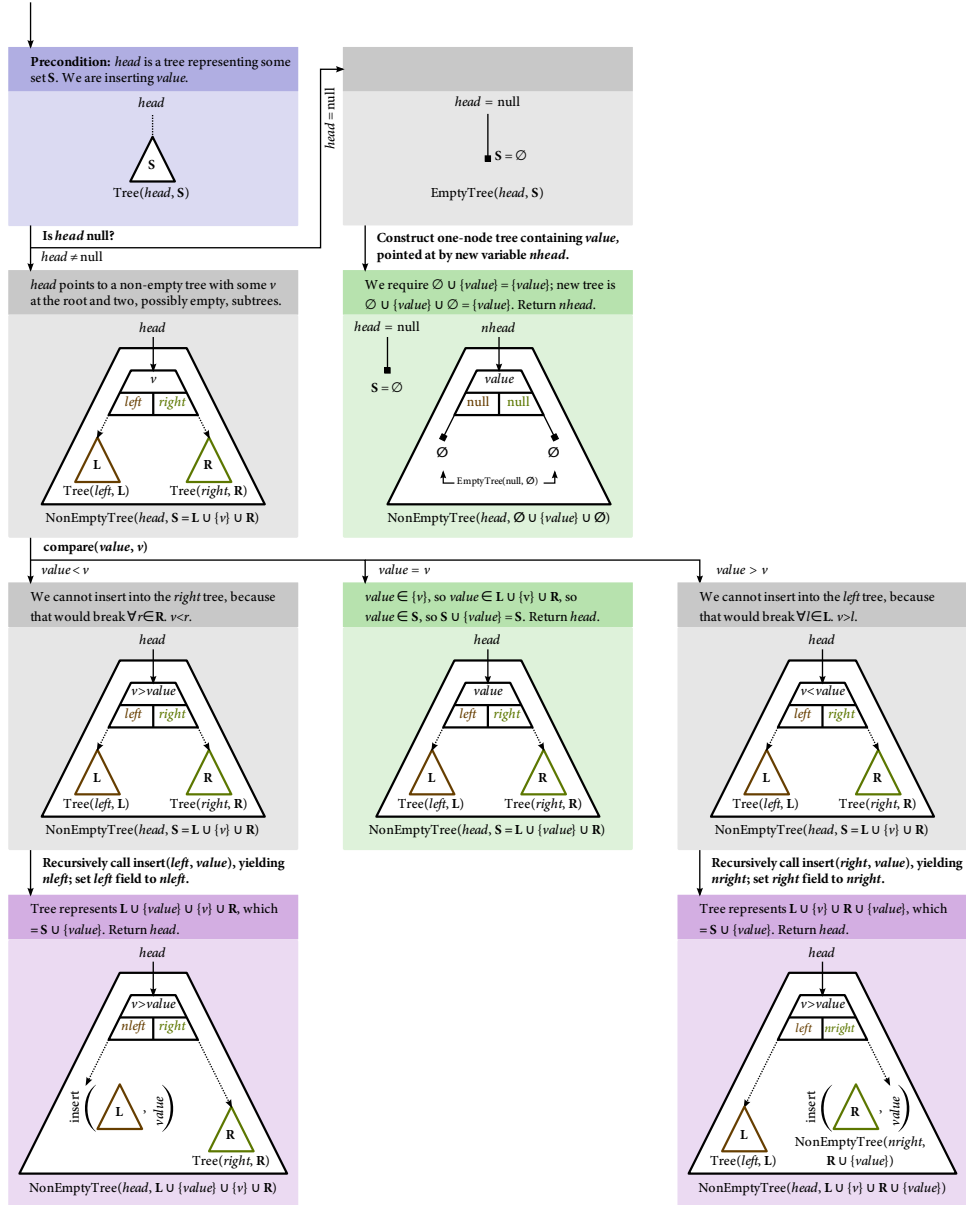 Precondition: head is a tree representing some
set S. We are inserting value.
head
S
Tree(head, S)
head = null
head = null
S = ∅
EmptyTree(head, S)
Is head null?
head ≠ null
Construct one-node tree containing value,
pointed at by new variable nhead.
head points to a non-empty tree with some v
at the root and two, possibly empty, subtrees.
head
v
left right
L R
Tree(left, L) Tree(right, R)
NonEmptyTree(head, S = L ∪ {v} ∪ R)
We require ∅ ∪ {value} = {value}; new tree is
∅ ∪ {value} ∪ ∅ = {value}. Return nhead.
head = null nhead
S = ∅
value
null null
∅ ∅
EmptyTree(null, ∅)
NonEmptyTree(head, ∅ ∪ {value} ∪ ∅)
compare(value, v)
value < v
value = v
value > v
We cannot insert into the right tree, because
that would break ∀r∈R. v<r.
head
v>value
left right
L R
Tree(left, L) Tree(right, R)
NonEmptyTree(head, S = L ∪ {v} ∪ R)
value ∈ {v}, so value ∈ L ∪ {v} ∪ R, so
value ∈ S, so S ∪ {value} = S. Return head.
head
value
left right
L R
Tree(left, L) Tree(right, R)
NonEmptyTree(head, S = L ∪ {value} ∪ R)
We cannot insert into the left tree, because
that would break ∀l∈L. v>l.
head
v<value
left right
L R
Tree(left, L) Tree(right, R)
NonEmptyTree(head, S = L ∪ {v} ∪ R)
Recursively call insert(left, value), yielding
nleft; set left field to nleft.
Recursively call insert(right, value), yielding
nright; set right field to nright.
Tree represents L ∪ {value} ∪ {v} ∪ R, which
= S ∪ {value}. Return head.
head
v>value
nleft right
insert ( L , value )
R
Tree(right, R)
NonEmptyTree(head, L ∪ {value} ∪ {v} ∪ R)
Tree represents L ∪ {v} ∪ R ∪ {value}, which
= S ∪ {value}. Return head.
head
v>value
left nright
insert ( R , value )
L
NonEmptyTree(nright,
Tree(left, L) R ∪ {value})
NonEmptyTree(head, L ∪ {v} ∪ R ∪ {value})